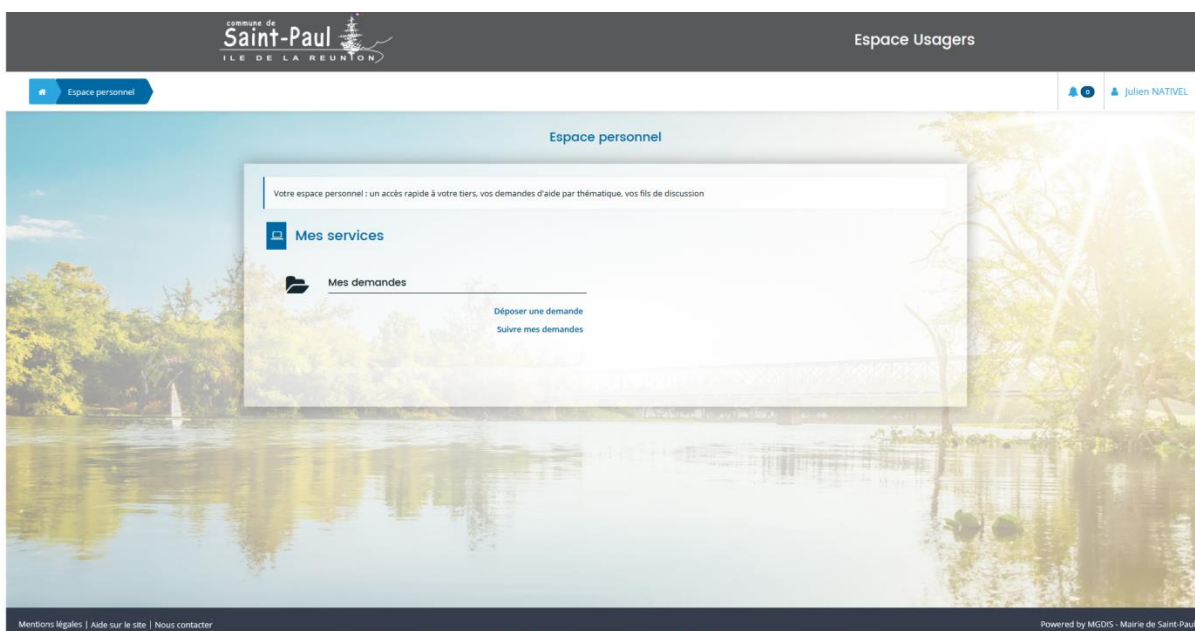 commune de
Saint-Paul
ILE DE LA REUNION
Espace Usagers
Espace personnel
0
Julien NATIVEL
Espace personnel
Votre espace personnel : un accès rapide à votre tiers, vos demandes d'aide par thématique, vos fils de discussion
Mes services
Mes demandes
Déposer une demande
Suivre mes demandes
Mentions légales | Aide sur le site | Nous contacter
Powered by MGDIS - Mairie de Saint-Paul